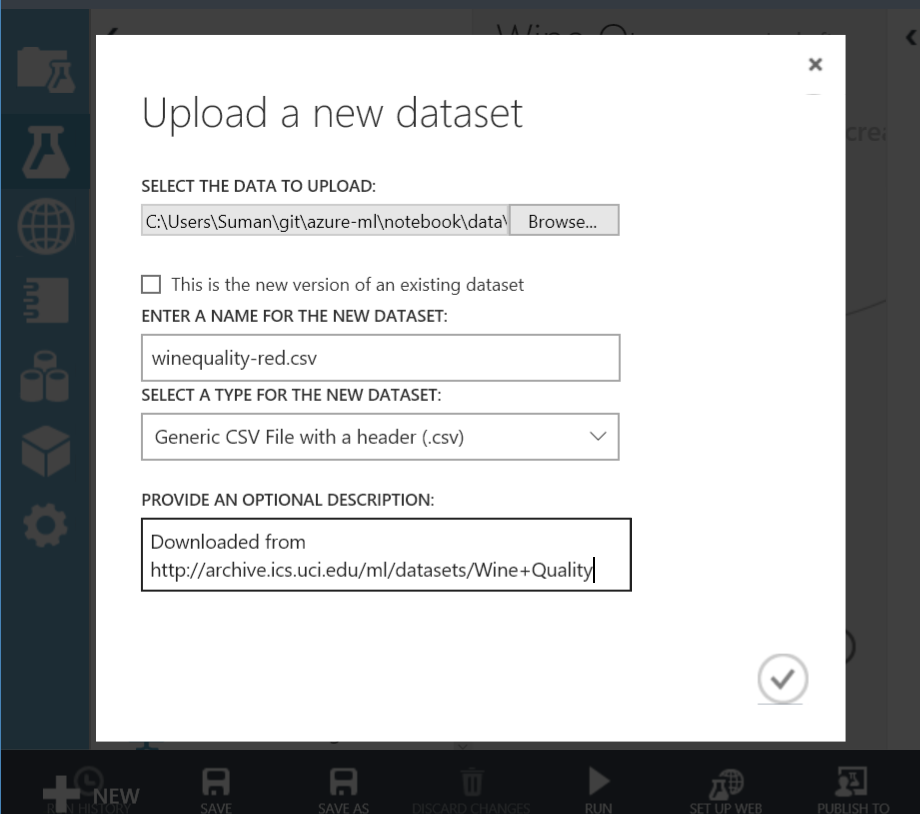 Upload a new dataset
SELECT THE DATA TO UPLOAD:
C:\Users\Suman\git\azure-ml\notebook\data\ Browse...
This is the new version of an existing dataset
ENTER A NAME FOR THE NEW DATASET:
winequality-red.csv
SELECT A TYPE FOR THE NEW DATASET:
Generic CSV File with a header (.csv)
PROVIDE AN OPTIONAL DESCRIPTION:
Downloaded from
http://archive.ics.uci.edu/ml/datasets/Wine+Quality
NEW
RUN HISTORY SAVE SAVE AS DISCARD CHANGES RUN SET UP WEB PUBLISH TO